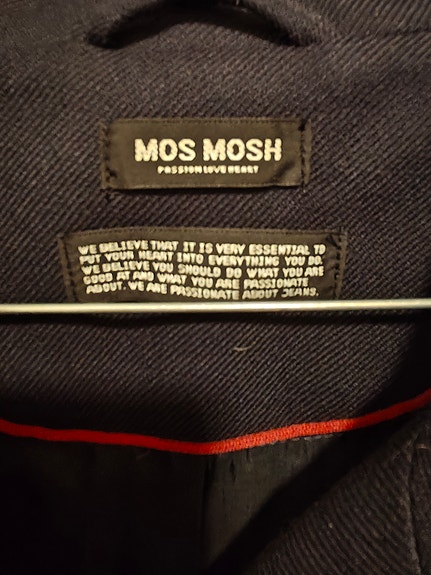 MOS MOSH
PASSION LOVE HEART
WE BELIEVE THAT IT IS VERY ESSENTIAL TO
PUT YOUR HEART INTO EVERYTHING YOU DO.
WE BELIEVE YOU SHOULD DO WHAT YOU ARE
GOOD AT AND WHAT YOU ARE PASSIONATE
ABOUT. WE ARE PASSIONATE ABOUT JEANS.